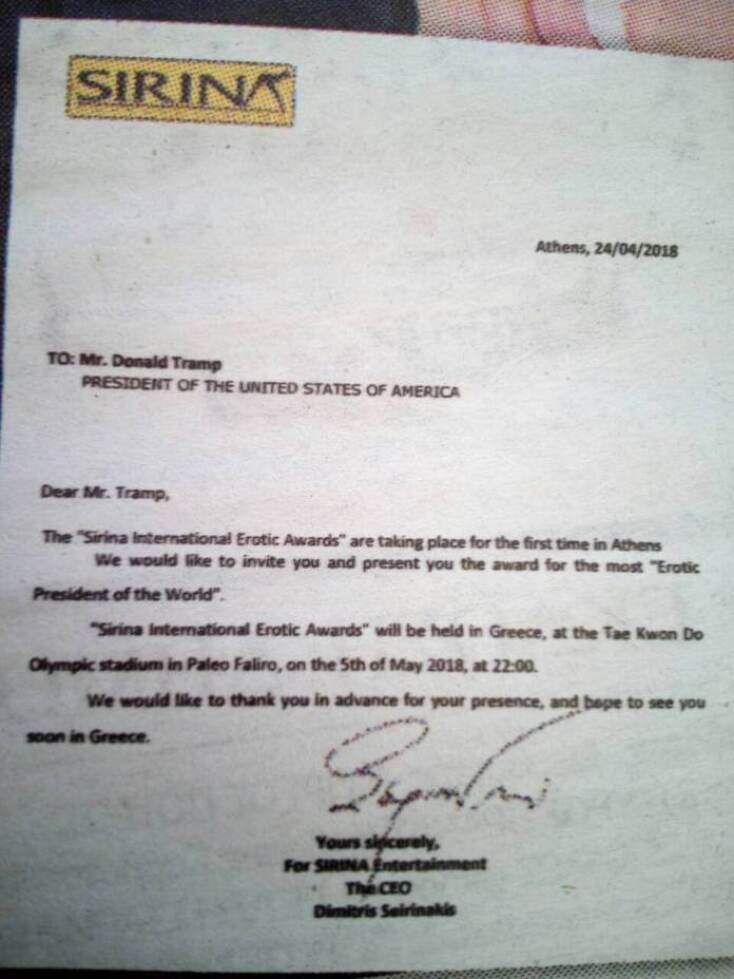 SIRINA
Athens, 24/04/2018
TO: Mr. Donald Tramp
PRESIDENT OF THE UNITED STATES OF AMERICA
Dear Mr. Tramp,
The "Sirina International Erotic Awards" are taking place for the first time in Athens
We would like to invite you and present you the award for the most "Erotic
President of the World".
"Sirina International Erotic Awards" will be held in Greece, at the Tae Kwon Do
Olympic stadium in Paleo Faliro, on the 5th of May 2018, at 22:00.
We would like to thank you in advance for your presence, and hope to see you
soon in Greece.
Yours sincerely,
For SIRINA Entertainment
The CEO
Dimitris Seirinakis